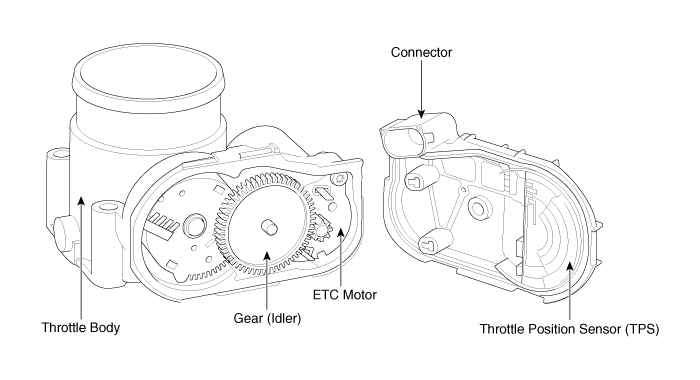 Connector
ETC Motor
Gear (Idler)
Throttle Body
Throttle Position Sensor (TPS)